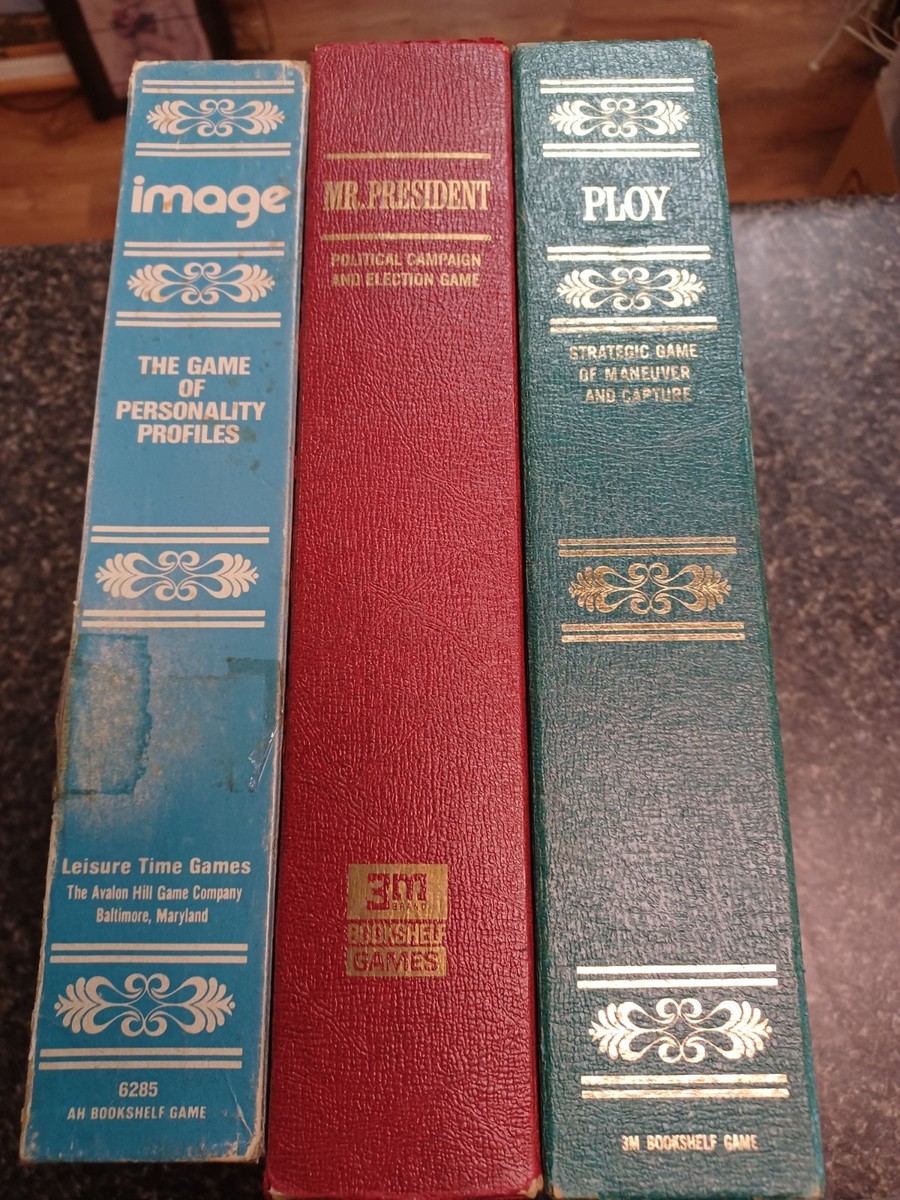 image
THE GAME
OF
PERSONALITY
PROFILES
Leisure Time Games
The Avalon Hill Game Company
Baltimore, Maryland
6285
AH BOOKSHELF GAME
MR. PRESIDENT
POLITICAL CAMPAIGN
AND ELECTION GAME
3m
BRAND
BOOKSHELF
GAMES
PLOY
STRATEGIC GAME
OF MANEUVER
AND CAPTURE
3M BOOKSHELF GAME